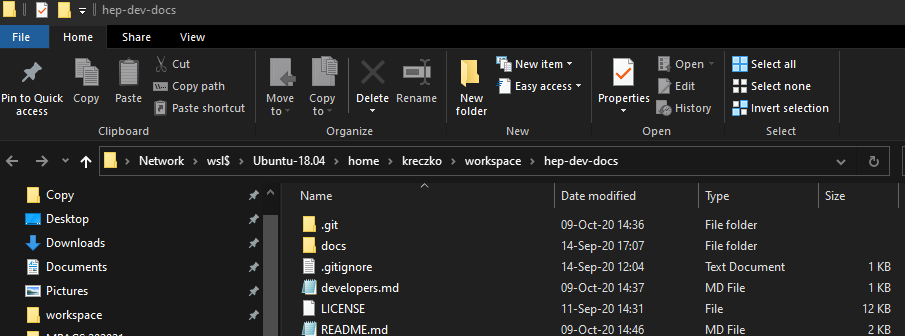 hep-dev-docs
File Home Share View
Pin to Quick access
Copy
Paste
Cut
Copy path
Paste shortcut
Clipboard
Move to
Copy to
Delete
Rename
Organize
New folder
New item
Easy access
New
Properties
Open
Edit
History
Open
Select all
Select none
Invert selection
Select
Network > wsl$ > Ubuntu-18.04 > home > kreczko > workspace > hep-dev-docs
Copy
Desktop
Downloads
Documents
Pictures
workspace
Name Date modified Type Size
.git 09-Oct-20 14:36 File folder
docs 14-Sep-20 17:07 File folder
.gitignore 14-Sep-20 12:04 Text Document 1 KB
developers.md 09-Oct-20 14:37 MD File 1 KB
LICENSE 11-Sep-20 14:31 File 12 KB
README.md 09-Oct-20 14:46 MD File 2 KB